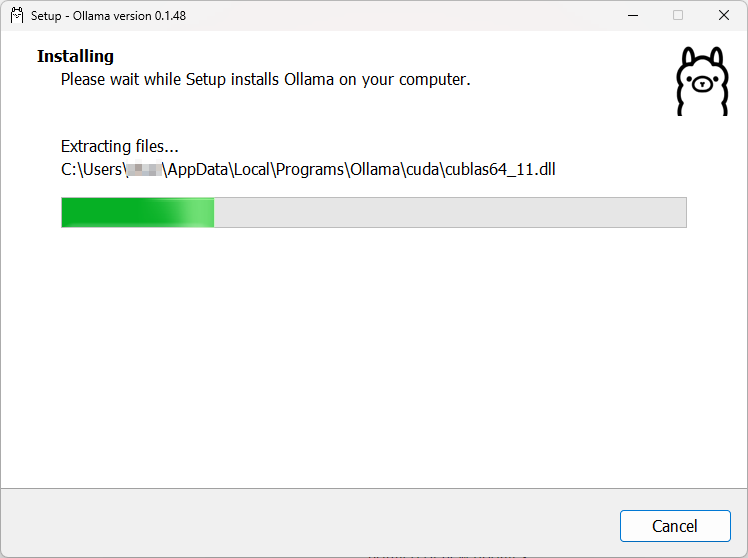 Setup - Ollama version 0.1.48
Installing
Please wait while Setup installs Ollama on your computer.
Extracting files...
C:\Users\ \AppData\Local\Programs\Ollama\cuda\cublas64_11.dll
Cancel